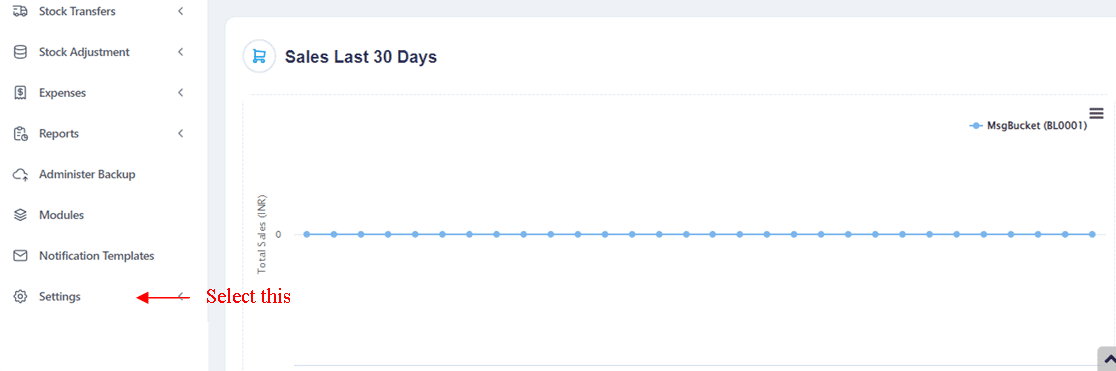 Stock Transfers
Stock Adjustment
Expenses
Reports
Administer Backup
Modules
Notification Templates
Settings
Select this
Sales Last 30 Days
MsgBucket (BL0001)
Total Sales (INR)
0